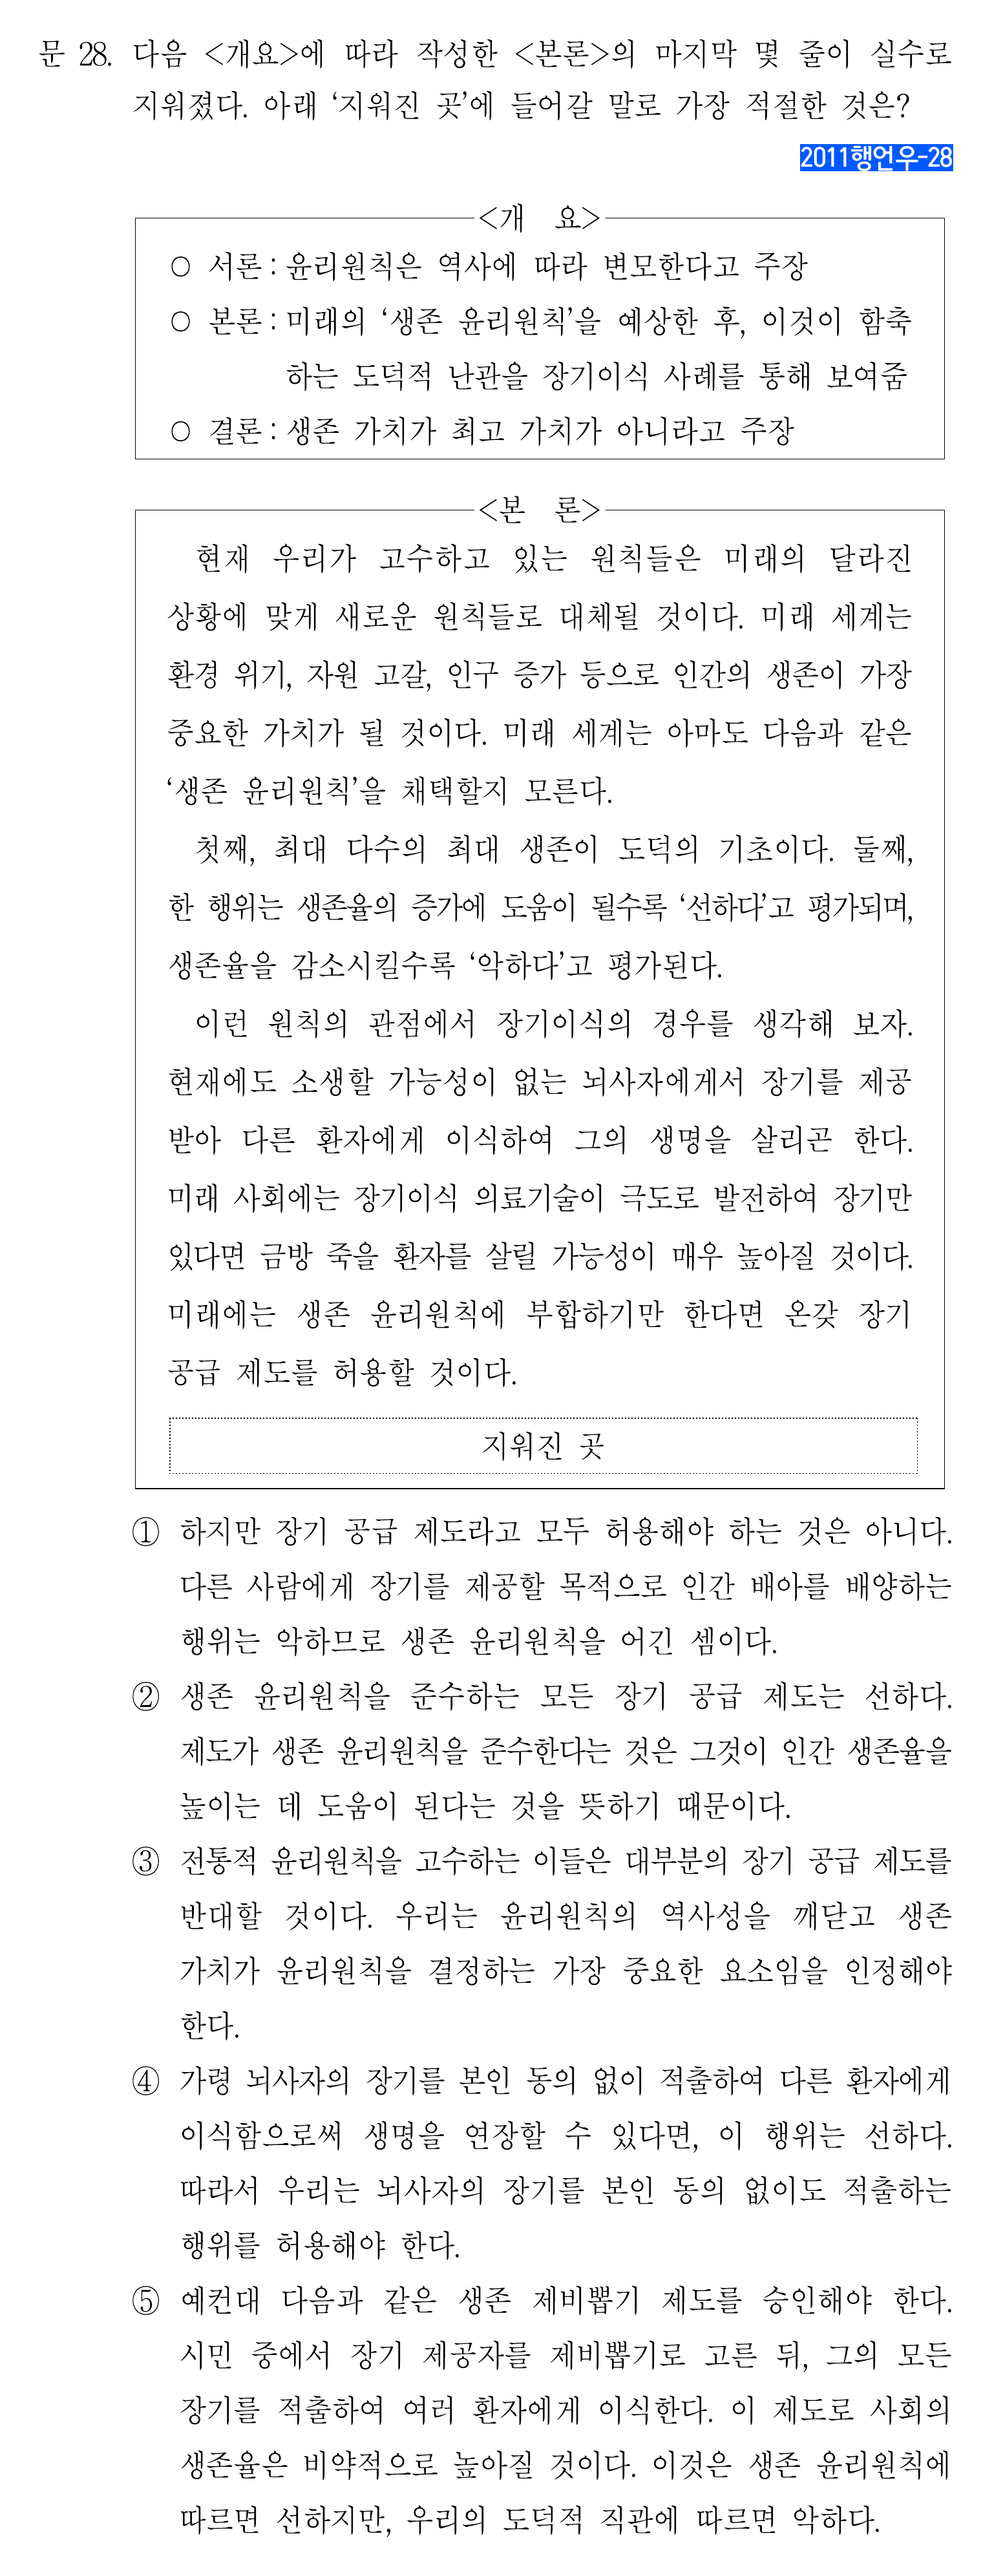 문 28. 다음 <개요>에 따라 작성한 <본론>의 마지막 몇 줄이 실수로
지워졌다. 아래 ‘지워진 곳’에 들어갈 말로 가장 적절한 것은?
2011행언우-28
<개 요>
○ 서론 : 윤리원칙은 역사에 따라 변모한다고 주장
○ 본론 : 미래의 ‘생존 윤리원칙’을 예상한 후, 이것이 함축
하는 도덕적 난관을 장기이식 사례를 통해 보여줌
○ 결론 : 생존 가치가 최고 가치가 아니라고 주장
<본 론>
현재 우리가 고수하고 있는 원칙들은 미래의 달라진
상황에 맞게 새로운 원칙들로 대체될 것이다. 미래 세계는
환경 위기, 자원 고갈, 인구 증가 등으로 인간의 생존이 가장
중요한 가치가 될 것이다. 미래 세계는 아마도 다음과 같은
‘생존 윤리원칙’을 채택할지 모른다.
첫째, 최대 다수의 최대 생존이 도덕의 기초이다. 둘째,
한 행위는 생존율의 증가에 도움이 될수록 ‘선하다’고 평가되며,
생존율을 감소시킬수록 ‘악하다’고 평가된다.
이런 원칙의 관점에서 장기이식의 경우를 생각해 보자.
현재에도 소생할 가능성이 없는 뇌사자에게서 장기를 제공
받아 다른 환자에게 이식하여 그의 생명을 살리곤 한다.
미래 사회에는 장기이식 의료기술이 극도로 발전하여 장기만
있다면 금방 죽을 환자를 살릴 가능성이 매우 높아질 것이다.
미래에는 생존 윤리원칙에 부합하기만 한다면 온갖 장기
공급 제도를 허용할 것이다.
지워진 곳
① 하지만 장기 공급 제도라고 모두 허용해야 하는 것은 아니다.
다른 사람에게 장기를 제공할 목적으로 인간 배아를 배양하는
행위는 악하므로 생존 윤리원칙을 어긴 셈이다.
② 생존 윤리원칙을 준수하는 모든 장기 공급 제도는 선하다.
제도가 생존 윤리원칙을 준수한다는 것은 그것이 인간 생존율을
높이는 데 도움이 된다는 것을 뜻하기 때문이다.
③ 전통적 윤리원칙을 고수하는 이들은 대부분의 장기 공급 제도를
반대할 것이다. 우리는 윤리원칙의 역사성을 깨닫고 생존
가치가 윤리원칙을 결정하는 가장 중요한 요소임을 인정해야
한다.
④ 가령 뇌사자의 장기를 본인 동의 없이 적출하여 다른 환자에게
이식함으로써 생명을 연장할 수 있다면, 이 행위는 선하다.
따라서 우리는 뇌사자의 장기를 본인 동의 없이도 적출하는
행위를 허용해야 한다.
⑤ 예컨대 다음과 같은 생존 제비뽑기 제도를 승인해야 한다.
시민 중에서 장기 제공자를 제비뽑기로 고른 뒤, 그의 모든
장기를 적출하여 여러 환자에게 이식한다. 이 제도로 사회의
생존율은 비약적으로 높아질 것이다. 이것은 생존 윤리원칙에
따르면 선하지만, 우리의 도덕적 직관에 따르면 악하다.